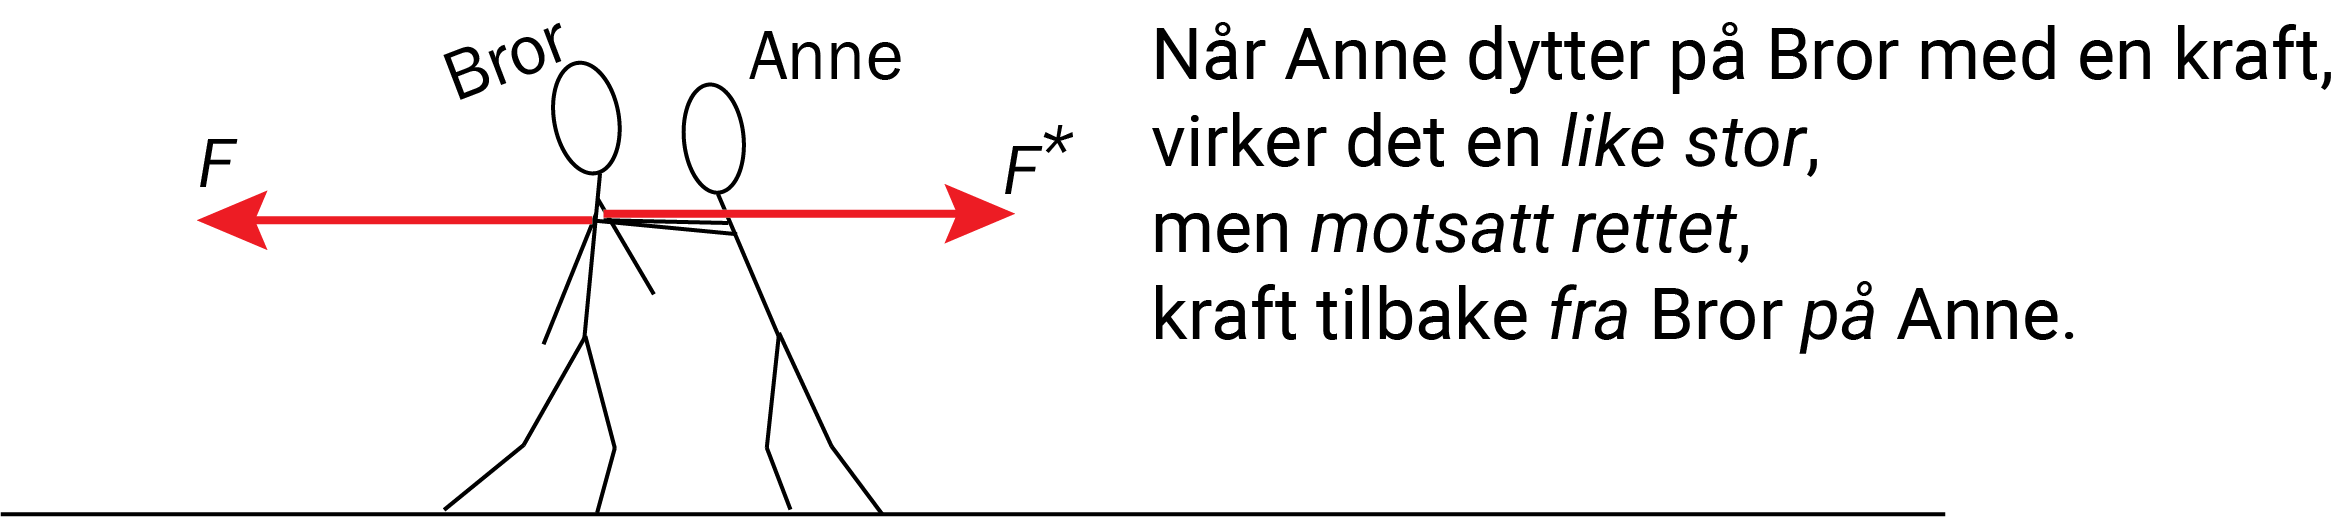 Bror
Anne
F
F*
Når Anne dytter på Bror med en kraft,
virker det en like stor,
men motsatt rettet,
kraft tilbake fra Bror på Anne.